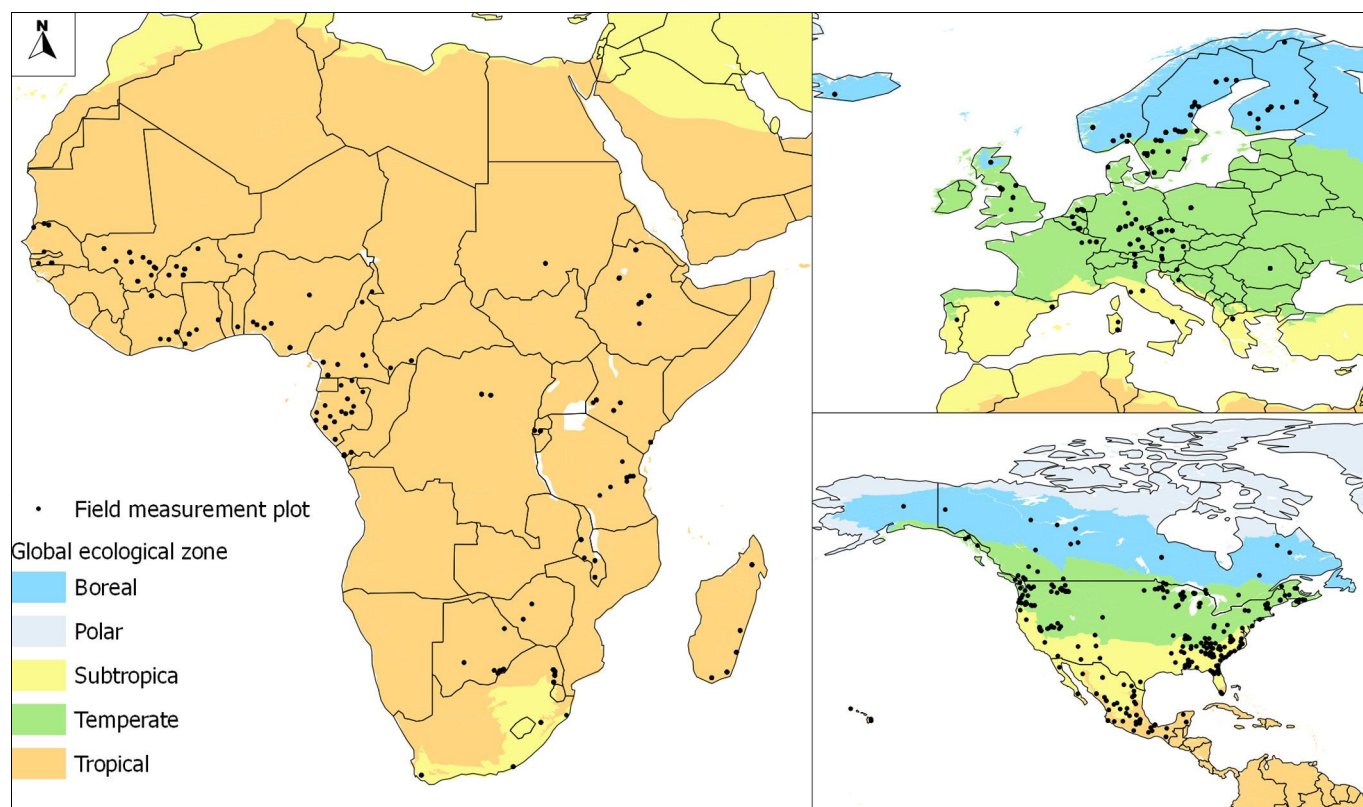 N
Field measurement plot
Global ecological zone
Boreal
Polar
Subtropica
Temperate
Tropical